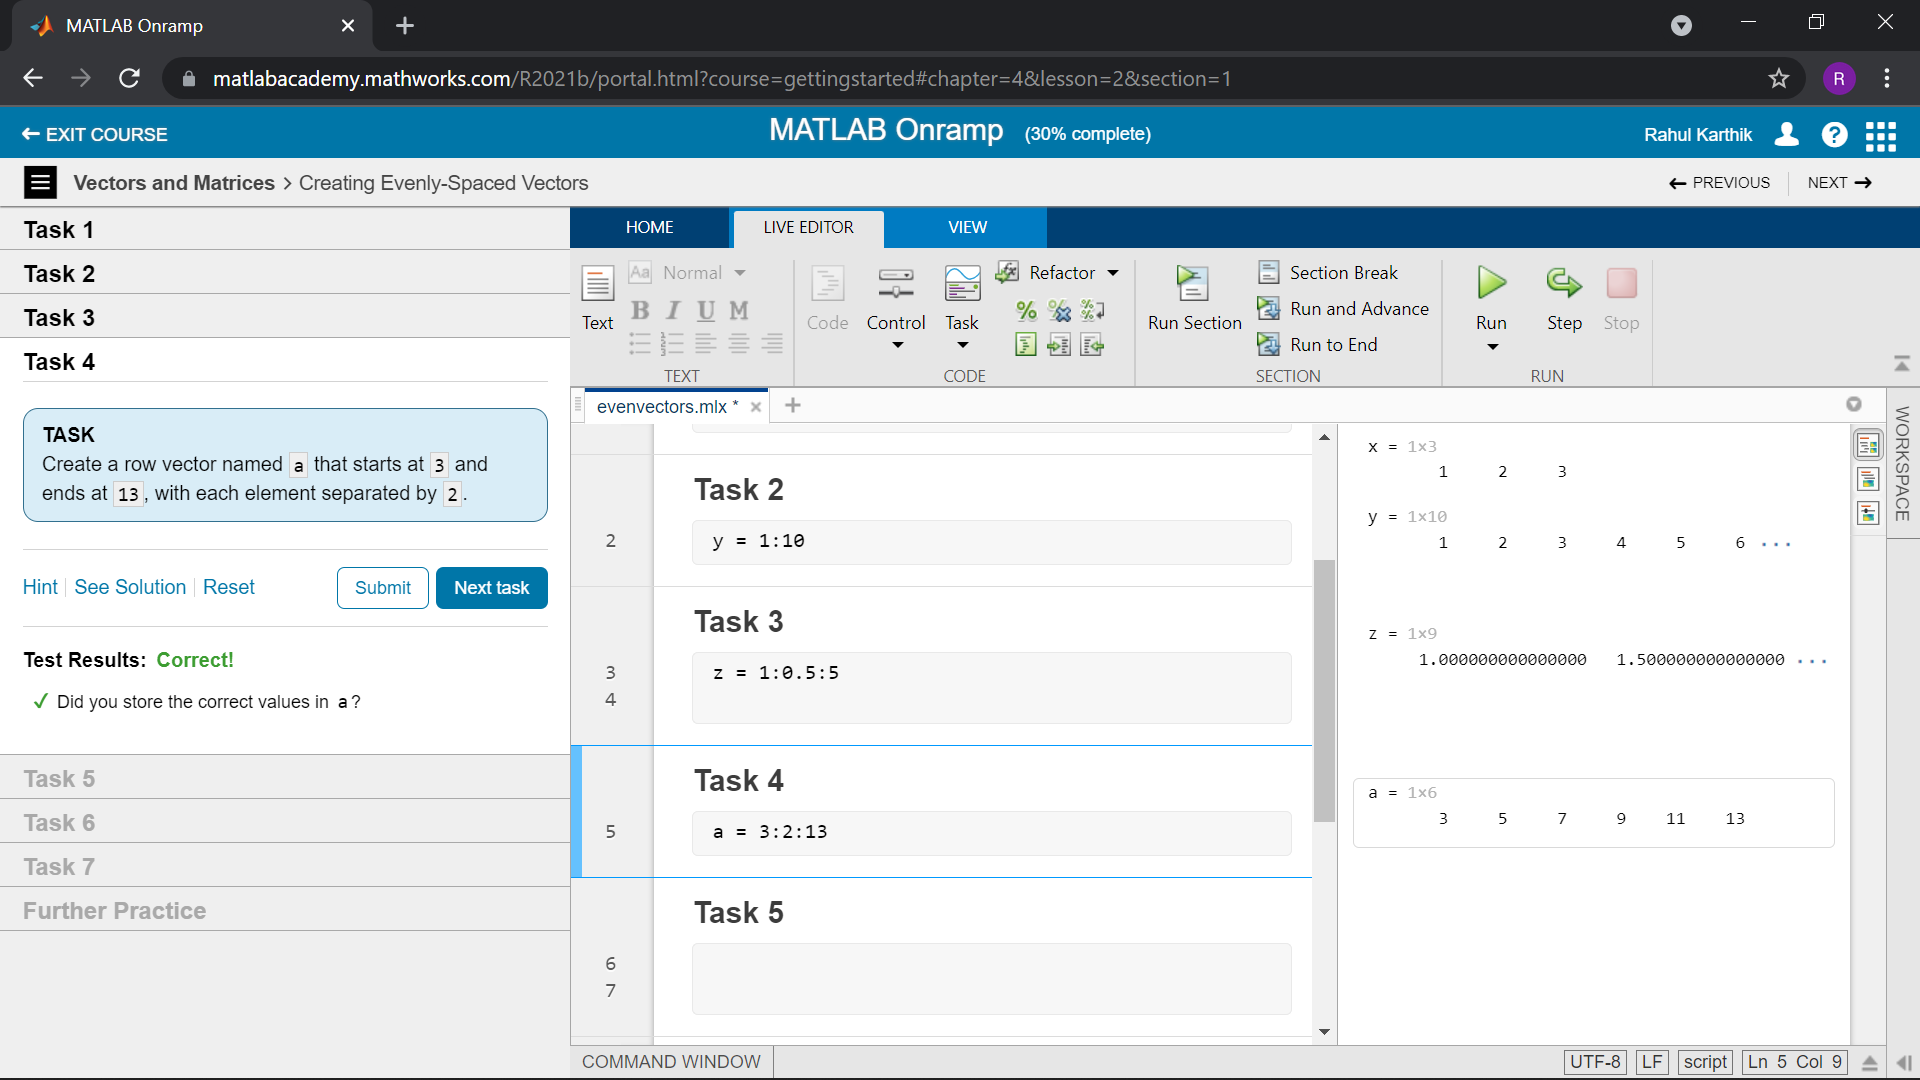 MATLAB Onramp
matlabacademy.mathworks.com/R2021b/portal.html?course=gettingstarted#chapter=4&lesson=2&section=1
R
EXIT COURSE
MATLAB Onramp (30% complete)
Rahul Karthik
Vectors and Matrices > Creating Evenly-Spaced Vectors
PREVIOUS
NEXT
Task 1
Task 2
Task 3
Task 4
TASK
Create a row vector named a that starts at 3 and
ends at 13, with each element separated by 2.
Hint
See Solution
Reset
Submit
Next task
Test Results: Correct!
✓ Did you store the correct values in a?
Task 5
Task 6
Task 7
Further Practice
HOME
LIVE EDITOR
VIEW
Text
Aa Normal
B I U M
TEXT
Code
Control
Task
Refactor
CODE
Run Section
Section Break
Run and Advance
Run to End
SECTION
Run
Step
Stop
RUN
evenvectors.mlx *
Task 2
2
y = 1:10
Task 3
3
z = 1:0.5:5
4
Task 4
5
a = 3:2:13
Task 5
6
7
x = 1×3
1 2 3
y = 1×10
1 2 3 4 5 6 ...
z = 1×9
1.000000000000000 1.500000000000000 ...
a = 1×6
3 5 7 9 11 13
WORKSPACE
COMMAND WINDOW
UTF-8
LF
script
Ln 5 Col 9